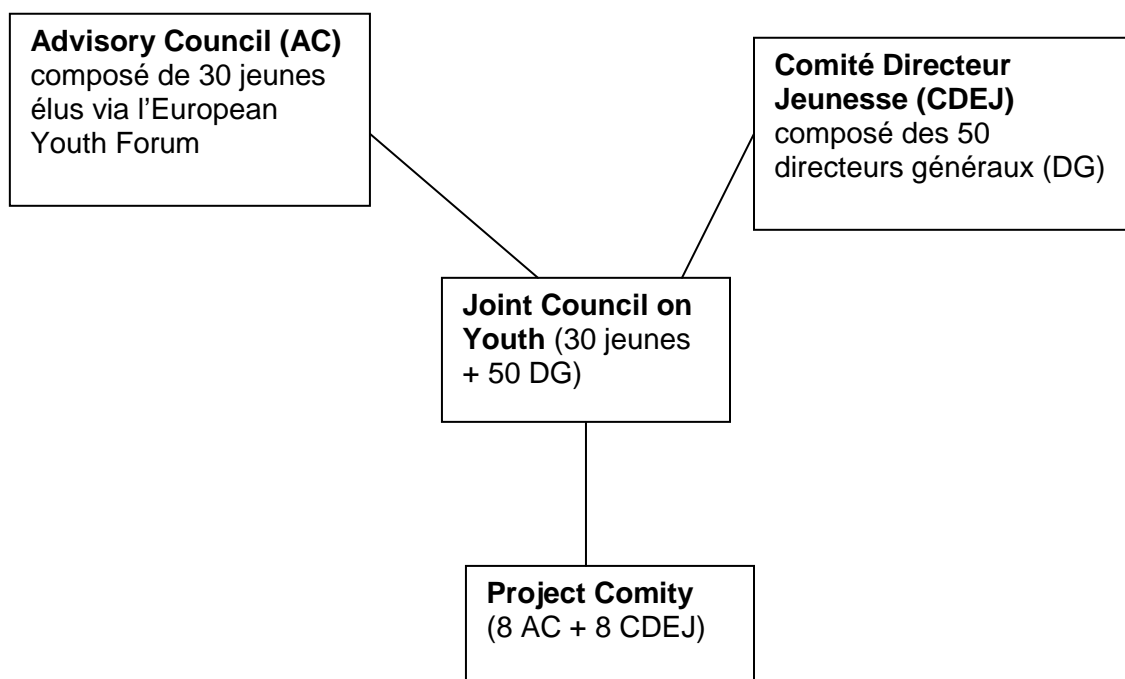 Advisory Council (AC)
composé de 30 jeunes
élus via l’European
Youth Forum
Comité Directeur
Jeunesse (CDEJ)
composé des 50
directeurs généraux (DG)
Joint Council on
Youth (30 jeunes
+ 50 DG)
Project Comity
(8 AC + 8 CDEJ)